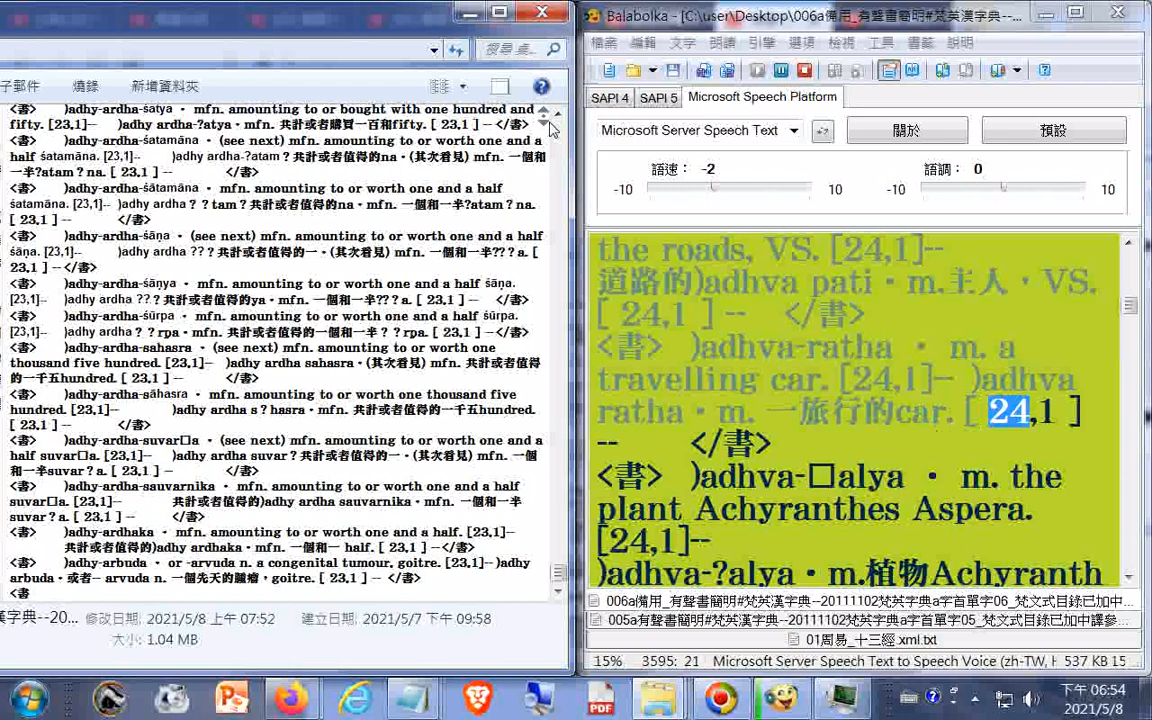 搜尋桌...
子郵件 燒錄 新增資料夾
<書> )adhy-ardha-śatya・mfn. amounting to or bought with one hundred and
fifty. [23,1]-- )adhy ardha-?atya・mfn. 共計或者購買一百和fifty. [ 23,1 ] --</書>
<書> )adhy-ardha-śatamāna・(see next) mfn. amounting to or worth one and a
half śatamāna. [23,1]-- )adhy ardha-?atam？共計或者值得的na・(其次看見) mfn. 一個和
一半?atam？na. [ 23,1 ] -- </書>
<書> )adhy-ardha-śātamāna・mfn. amounting to or worth one and a half
śatamāna. [23,1]-- )adhy ardha？？tam？共計或者值得的na・mfn. 一個和一半?atam？na.
[ 23,1 ] -- </書>
<書> )adhy-ardha-śāṇa・(see next) mfn. amounting to or worth one and a half
śāṇa. [23,1]-- )adhy ardha ??？共計或者值得的一・(其次看見) mfn. 一個和一半???a. [
23,1 ] --</書>
<書> )adhy-ardha-śāṇya・mfn. amounting to or worth one and a half śāṇa.
[23,1]-- )adhy ardha ??？共計或者值得的ya・mfn. 一個和一半???a. [ 23,1 ] -- </書>
<書> )adhy-ardha-śūrpa・mfn. amounting to or worth one and a half śūrpa.
[23,1]-- )adhy ardha？？rpa・mfn. 共計或者值得的一個和一半？？rpa. [ 23,1 ] -- </書>
<書> )adhy-ardha-sahasra・(see next) mfn. amounting to or worth one
thousand five hundred. [23,1]-- )adhy ardha sahasra・(其次看見) mfn. 共計或者值得
的一千五hundred. [ 23,1 ] -- </書>
<書> )adhy-ardha-sāhasra・mfn. amounting to or worth one thousand five
hundred. [23,1]-- )adhy ardha s？hasra・mfn. 共計或者值得的一千五hundred.
[ 23,1 ] -- </書>
<書> )adhy-ardha-suvar□a・(see next) mfn. amounting to or worth one and a
half suvar□a. [23,1]-- )adhy ardha suvar？共計或者值得的一・(其次看見) mfn. 一個
和一半suvar？a. [ 23,1 ] -- </書>
<書> )adhy-ardha-sauvarnika・mfn. amounting to or worth one and a half
suvar□a. [23,1]-- 共計或者值得的)adhy ardha sauvarnika・mfn. 一個和一半
suvar？a. [ 23,1 ] -- </書>
<書> )adhy-ardhaka・mfn. amounting to or worth one and a half. [23,1]--
共計或者值得的)adhy ardhaka・mfn. 一個和一 half. [ 23,1 ] --</書>
<書> )adhy-arbuda・or -arvuda n. a congenital tumour, goitre. [23,1]--)adhy
arbuda・或者-- arvuda n. 一個先天的腫瘤，goitre. [ 23,1 ] -- </書>
<書
漢字典--20... 修改日期: 2021/5/8 上午 07:52 建立日期: 2021/5/7 下午 09:58
大小: 1.04 MB
Balabolka - [C:\user\Desktop\006a備用_有聲書簡明#梵英漢字典--...
檔案 編輯 文字 朗讀 引擎 選項 檢視 工具 書籤 說明
SAPI 4 SAPI 5 Microsoft Speech Platform
Microsoft Server Speech Text 關於 預設
語速： -2 語調： 0
-10 10 -10 10
the roads, VS. [24,1]--
道路的)adhva pati・m.主人，VS.
[ 24,1 ] -- </書>
<書> )adhva-ratha ・ m. a
travelling car. [24,1]-- )adhva
ratha・m. 一旅行的car. [ 24,1 ]
-- </書>
<書> )adhva-□alya ・ m. the
plant Achyranthes Aspera.
[24,1]--
)adhva-?alya・m.植物Achyranth
006a備用_有聲書簡明#梵英漢字典--20111102梵英字典a字首單字06_梵文式目錄已加中...
005a有聲書簡明#梵英漢字典--20111102梵英字典a字首單字05_梵文式目錄已加中譯參...
01周易_十三經.xml.txt
15% 3595: 21 Microsoft Server Speech Text to Speech Voice (zh-TW, H 537 KB 15
PDF
下午 06:54
2021/5/8